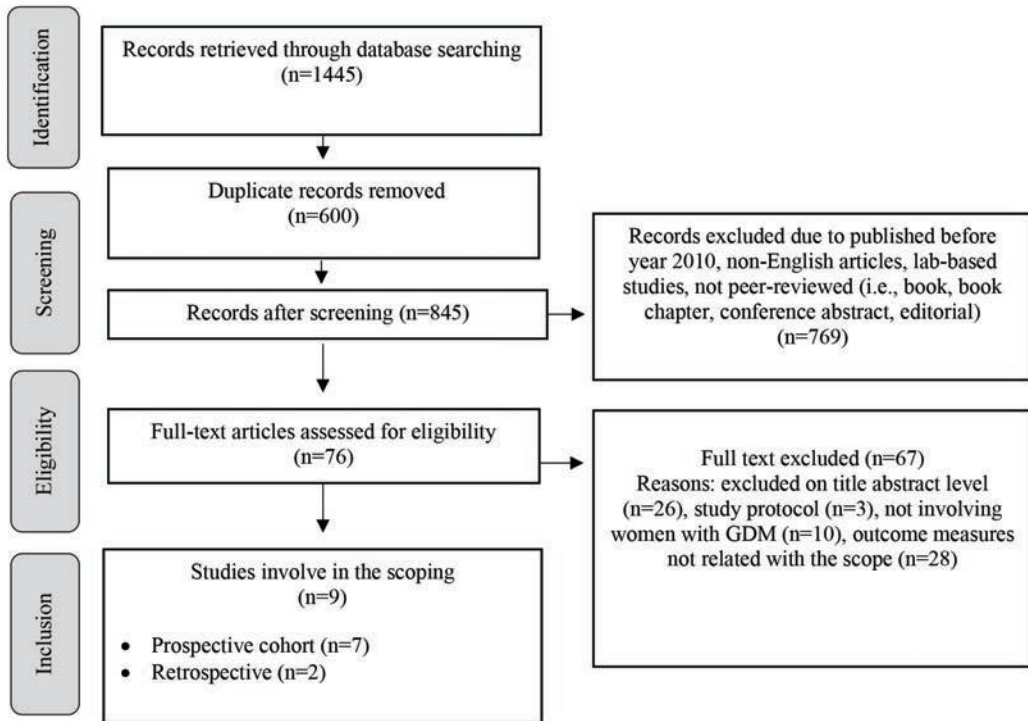 Identification
Records retrieved through database searching
(n=1445)
Duplicate records removed
(n=600)
Screening
Records after screening (n=845)
Records excluded due to published before
year 2010, non-English articles, lab-based
studies, not peer-reviewed (i.e., book, book
chapter, conference abstract, editorial)
(n=769)
Eligibility
Full-text articles assessed for eligibility
(n=76)
Full text excluded (n=67)
Reasons: excluded on title abstract level
(n=26), study protocol (n=3), not involving
women with GDM (n=10), outcome measures
not related with the scope (n=28)
Inclusion
Studies involve in the scoping
(n=9)
• Prospective cohort (n=7)
• Retrospective (n=2)